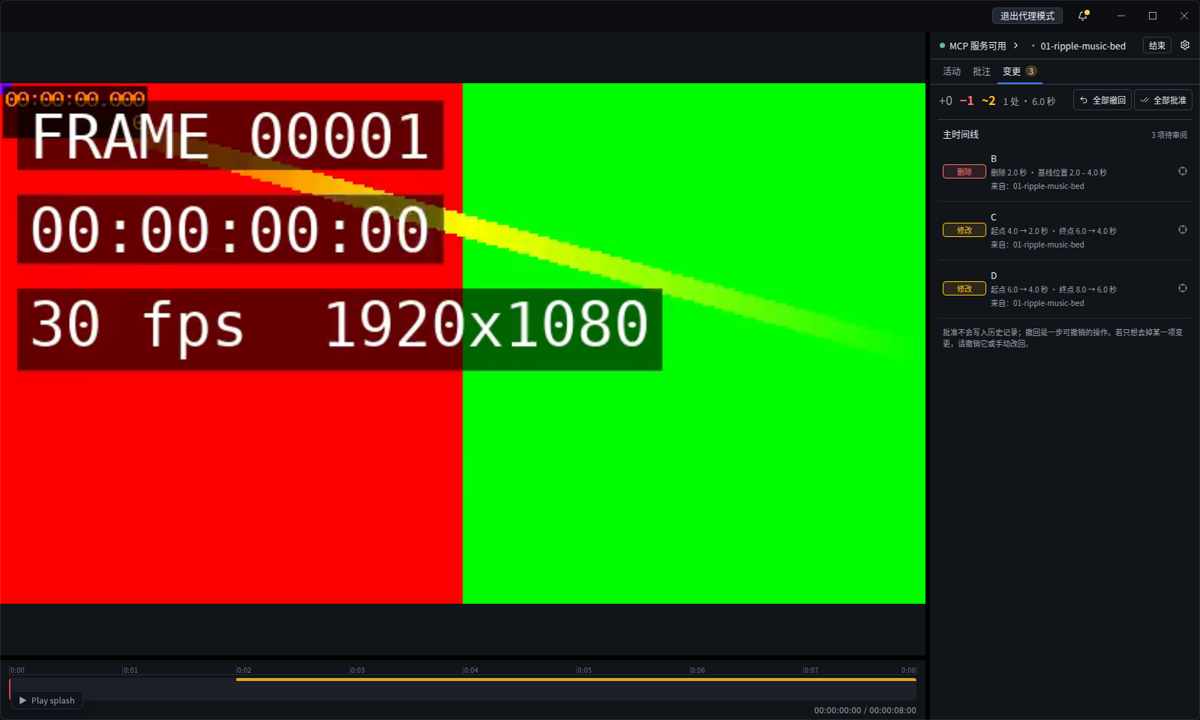 退出代理模式
MCP 服务可用 › · 01-ripple-music-bed 结束
活动 批注 变更 3
+0 −1 ~2 1 处 · 6.0 秒 全部撤回 全部批准
主时间线 3 项待审阅
B
删除 删除 2.0 秒 · 基线位置 2.0 - 4.0 秒
来自：01-ripple-music-bed
C
修改 起点 4.0 → 2.0 秒 · 终点 6.0 → 4.0 秒
来自：01-ripple-music-bed
D
修改 起点 6.0 → 4.0 秒 · 终点 8.0 → 6.0 秒
来自：01-ripple-music-bed
批准不会写入历史记录；撤回是一步可撤销的操作。若只想去掉某一项变
更，请撤销它或手动改回。
00:00:00.000
0
FRAME 00001
00:00:00:00
30 fps 1920x1080
0:00 0:01 0:02 0:03 0:04 0:05 0:06 0:07 0:08
Play splash
00:00:00:00 / 00:00:08:00